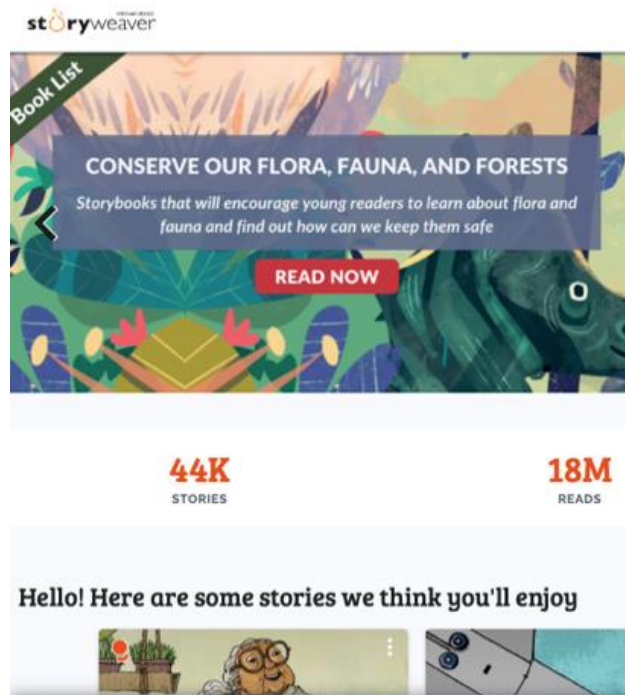 storyweaver
Book List
CONSERVE OUR FLORA, FAUNA, AND FORESTS
Storybooks that will encourage young readers to learn about flora and
fauna and find out how can we keep them safe
READ NOW
44K
STORIES
18M
READS
Hello! Here are some stories we think you'll enjoy